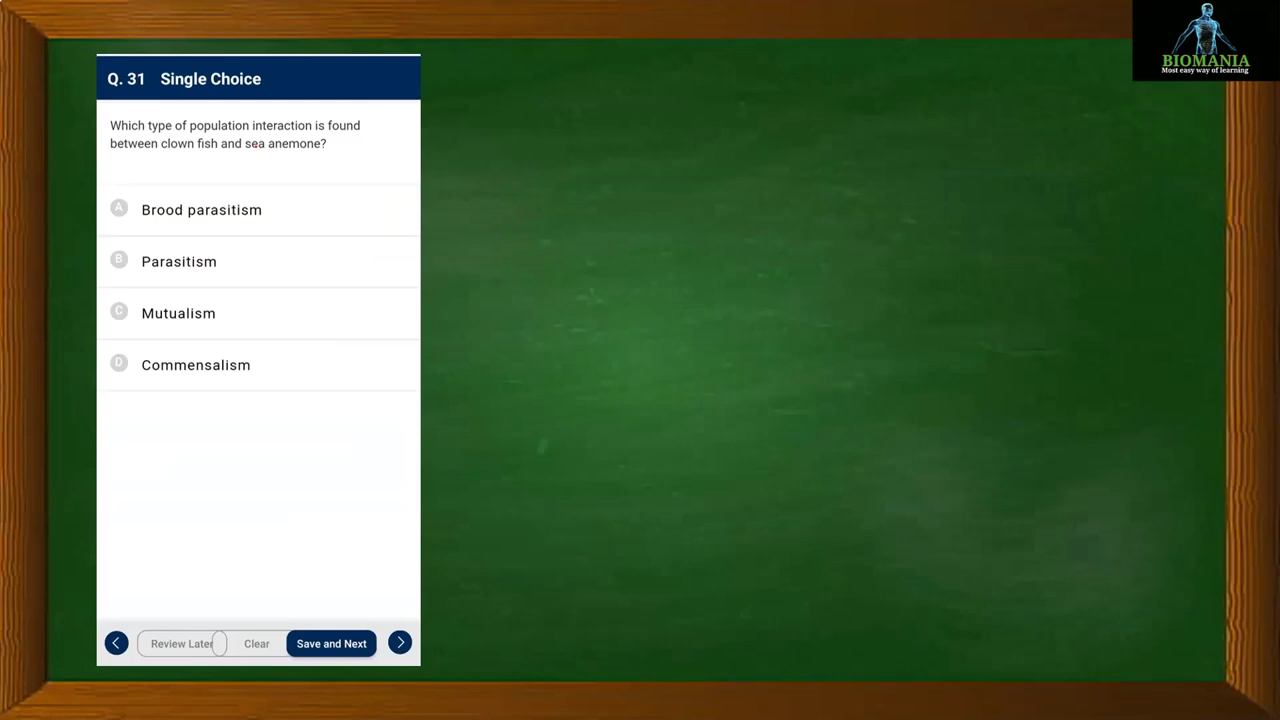 BIOMANIA
Most easy way of learning
Q. 31 Single Choice
Which type of population interaction is found
between clown fish and sea anemone?
A Brood parasitism
B Parasitism
C Mutualism
D Commensalism
Review Later Clear Save and Next